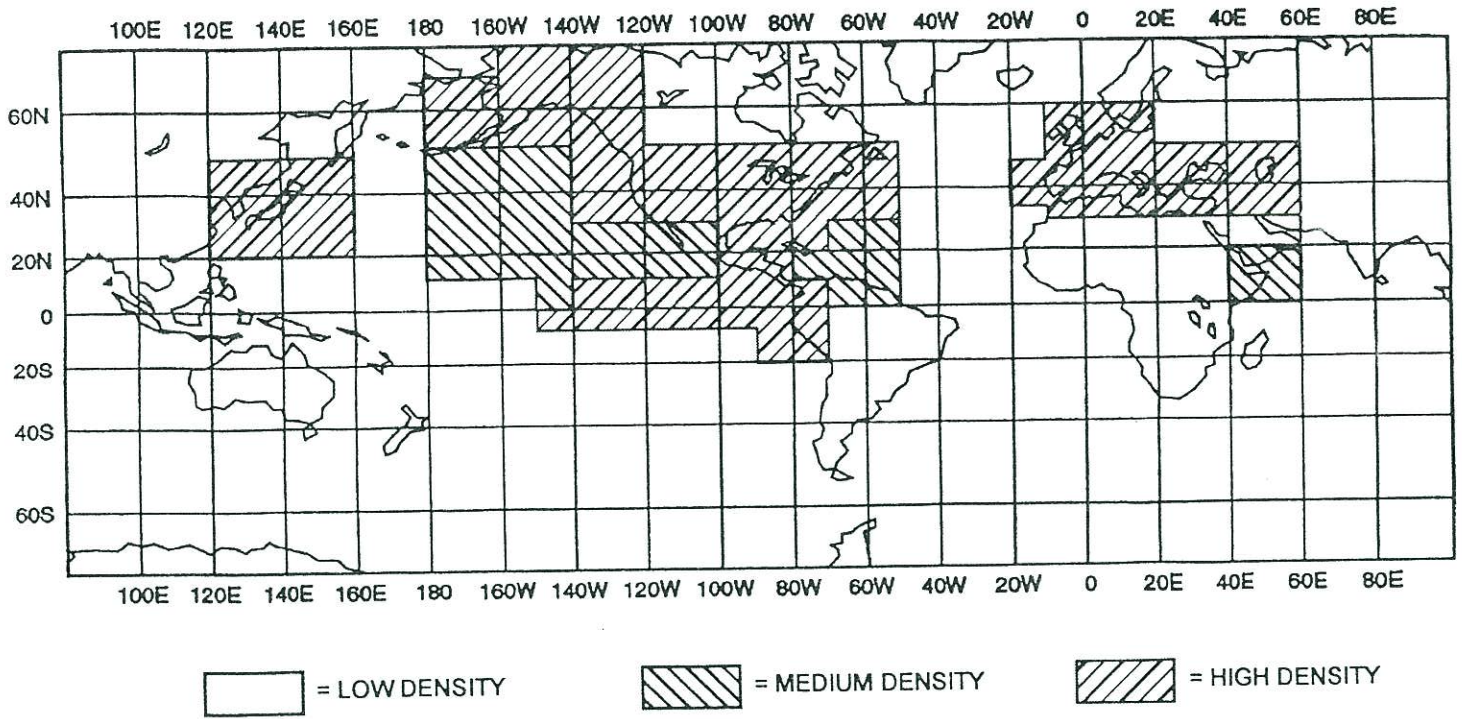 100E 120E 140E 160E 180 160W 140W 120W 100W 80W 60W 40W 20W 0 20E 40E 60E 80E
60N
40N
20N
0
20S
40S
60S
100E 120E 140E 160E 180 160W 140W 120W 100W 80W 60W 40W 20W 0 20E 40E 60E 80E
= LOW DENSITY = MEDIUM DENSITY = HIGH DENSITY